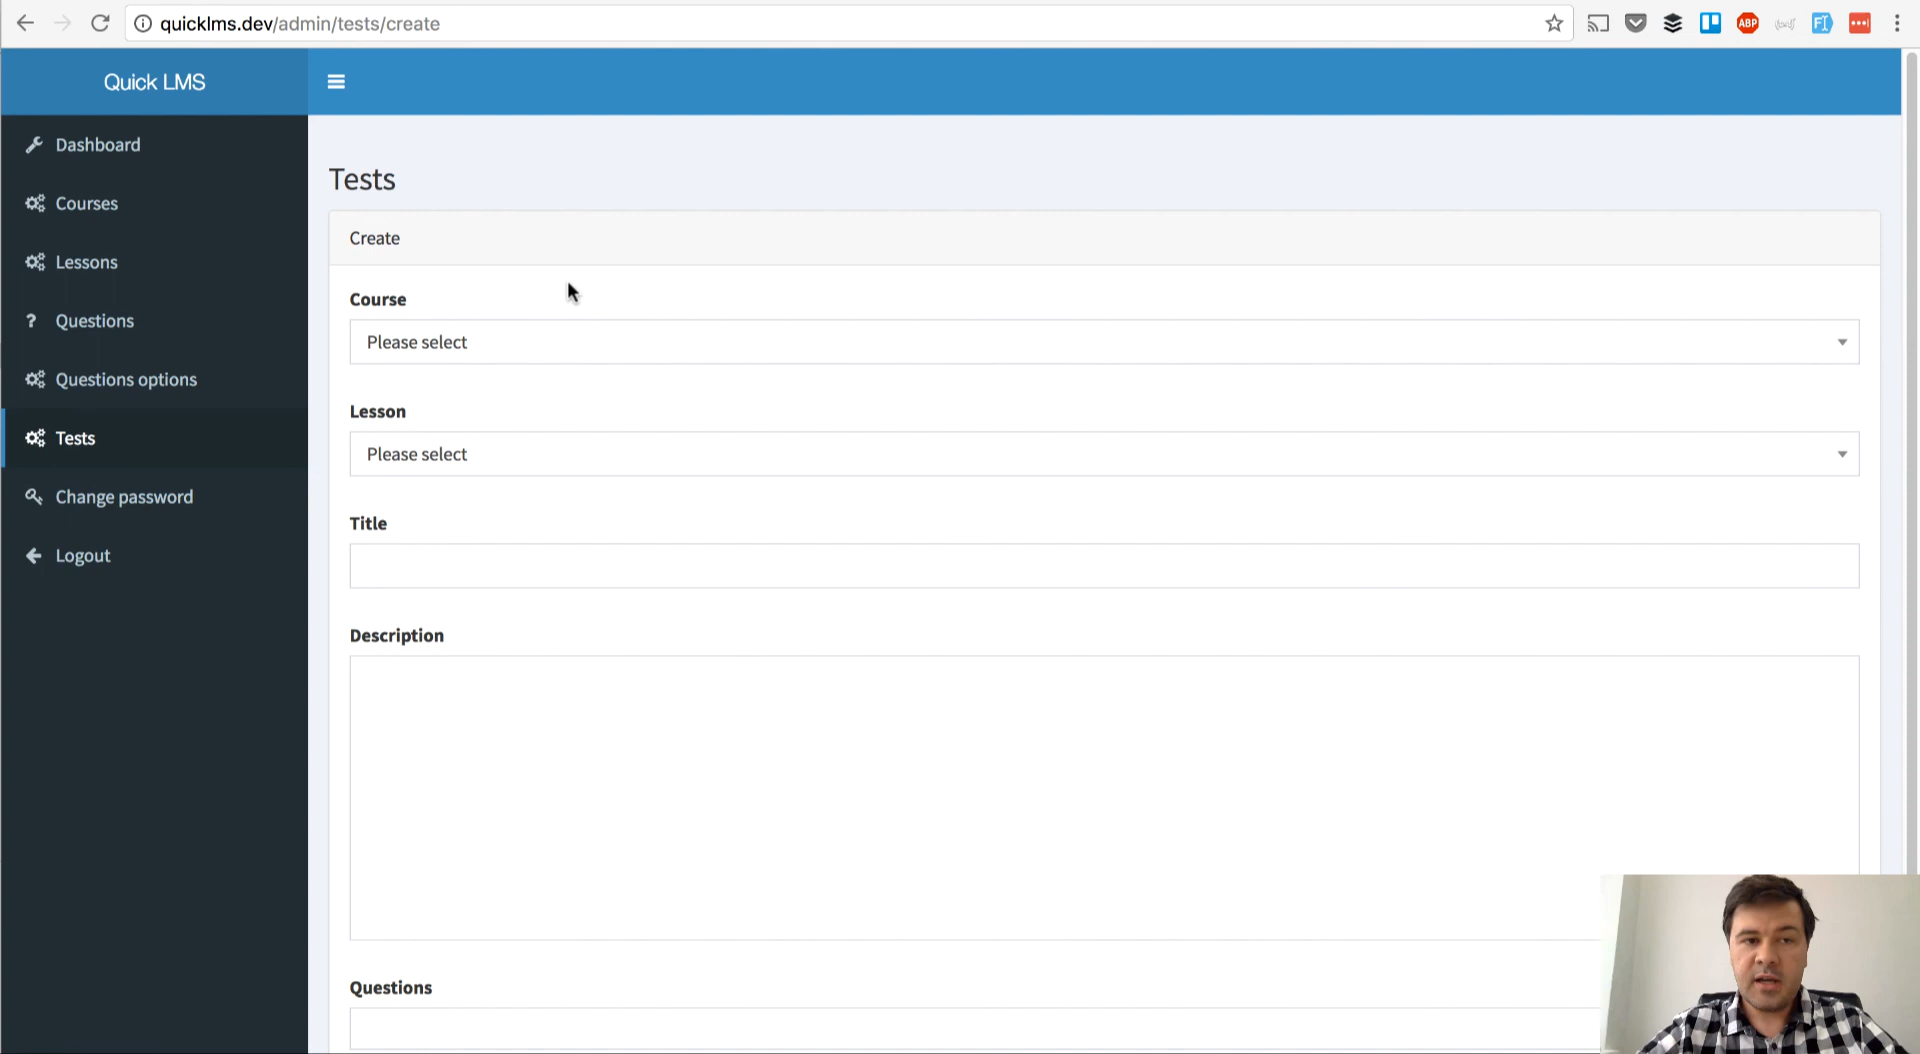 quicklms.dev/admin/tests/create
ABP
Quick LMS
Dashboard
Courses
Lessons
? Questions
Questions options
Tests
Change password
Logout
Tests
Create
Course
Please select
Lesson
Please select
Title
Description
Questions